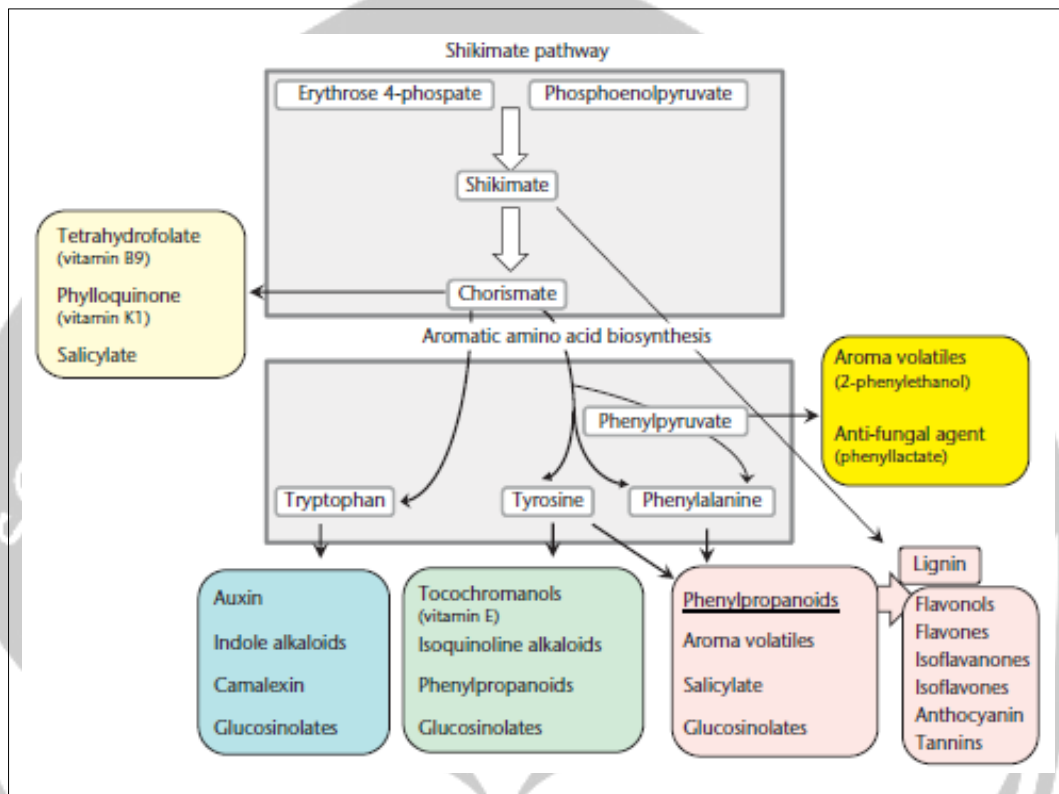 Shikimate pathway
Erythrose 4-phospate
Phosphoenolpyruvate
Shikimate
Tetrahydrofolate
(vitamin B9)
Phylloquinone
(vitamin K1)
Salicylate
Chorismate
Aromatic amino acid biosynthesis
Aroma volatiles
(2-phenylethanol)
Anti-fungal agent
(phenyllactate)
Phenylpyruvate
Tryptophan
Tyrosine
Phenylalanine
Auxin
Indole alkaloids
Camalexin
Glucosinolates
Tocochromanols
(vitamin E)
Isoquinoline alkaloids
Phenylpropanoids
Glucosinolates
Phenylpropanoids
Aroma volatiles
Salicylate
Glucosinolates
Lignin
Flavonols
Flavones
Isoflavanones
Isoflavones
Anthocyanin
Tannins